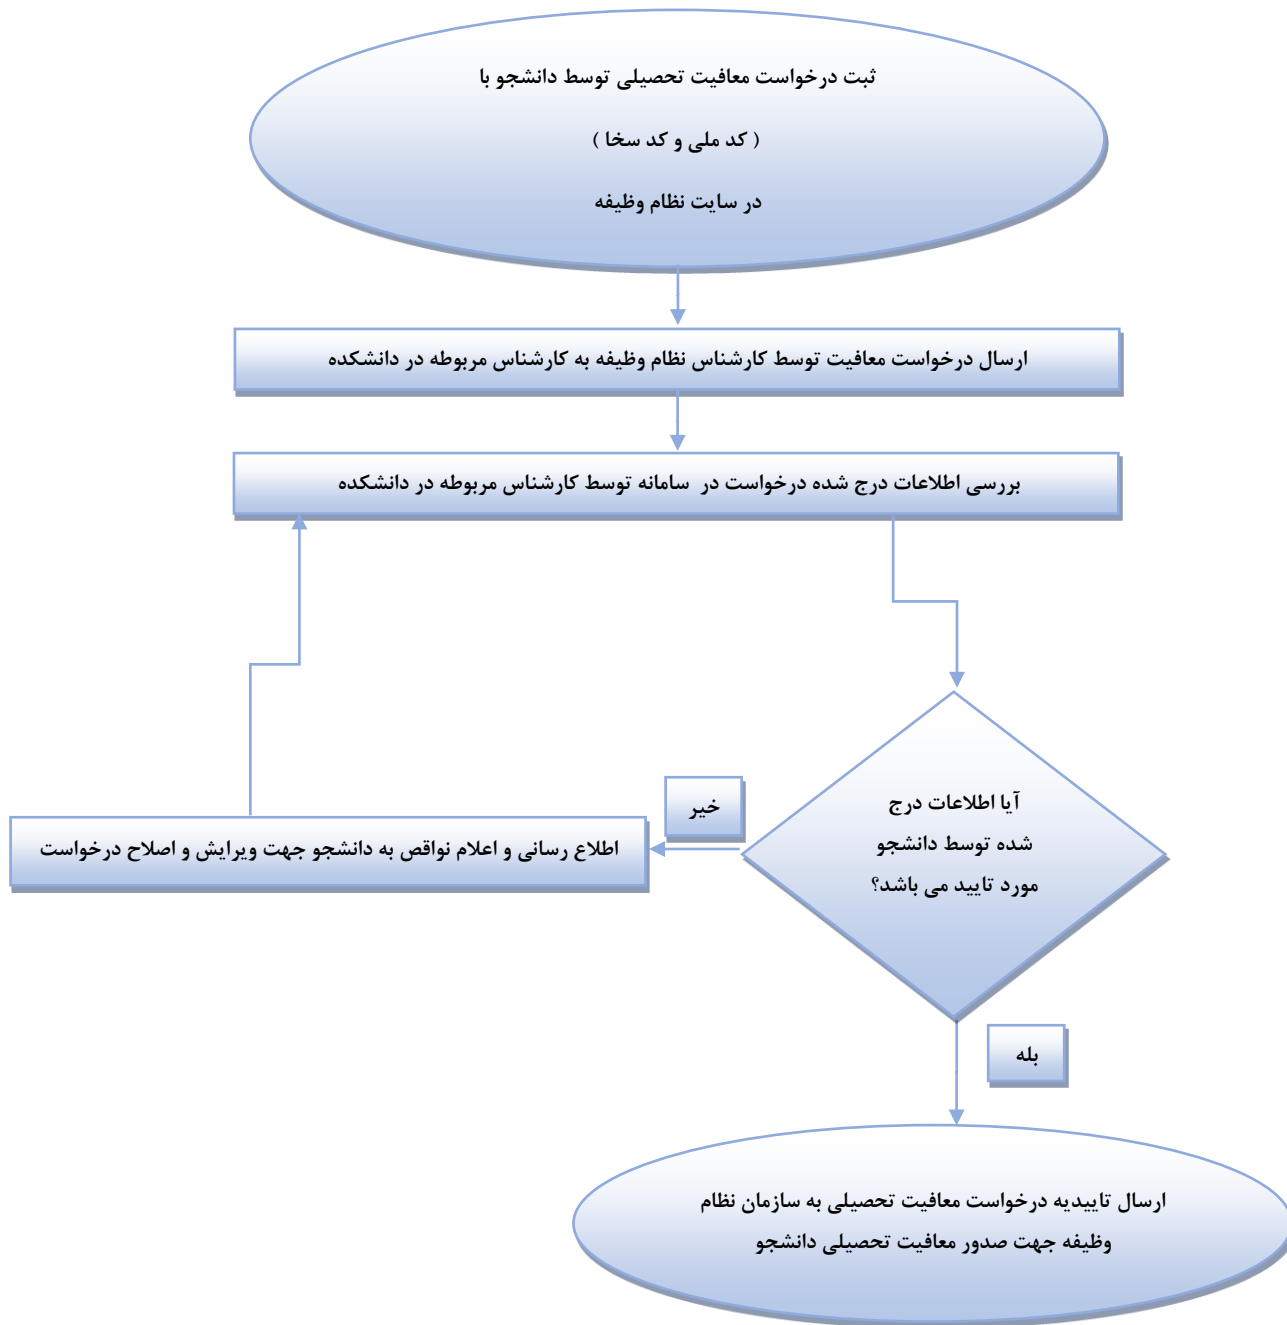 ثبت درخواست معافیت تحصیلی توسط دانشجو با
( کد ملی و کد سخا )
در سایت نظام وظیفه
ارسال درخواست معافیت توسط کارشناس نظام وظیفه به کارشناس مربوطه در دانشکده
بررسی اطلاعات درج شده درخواست در سامانه توسط کارشناس مربوطه در دانشکده
آیا اطلاعات درج
شده توسط دانشجو
مورد تایید می باشد؟
خیر
اطلاع رسانی و اعلام نواقص به دانشجو جهت ویرایش و اصلاح درخواست
بله
ارسال تاییدیه درخواست معافیت تحصیلی به سازمان نظام
وظیفه جهت صدور معافیت تحصیلی دانشجو